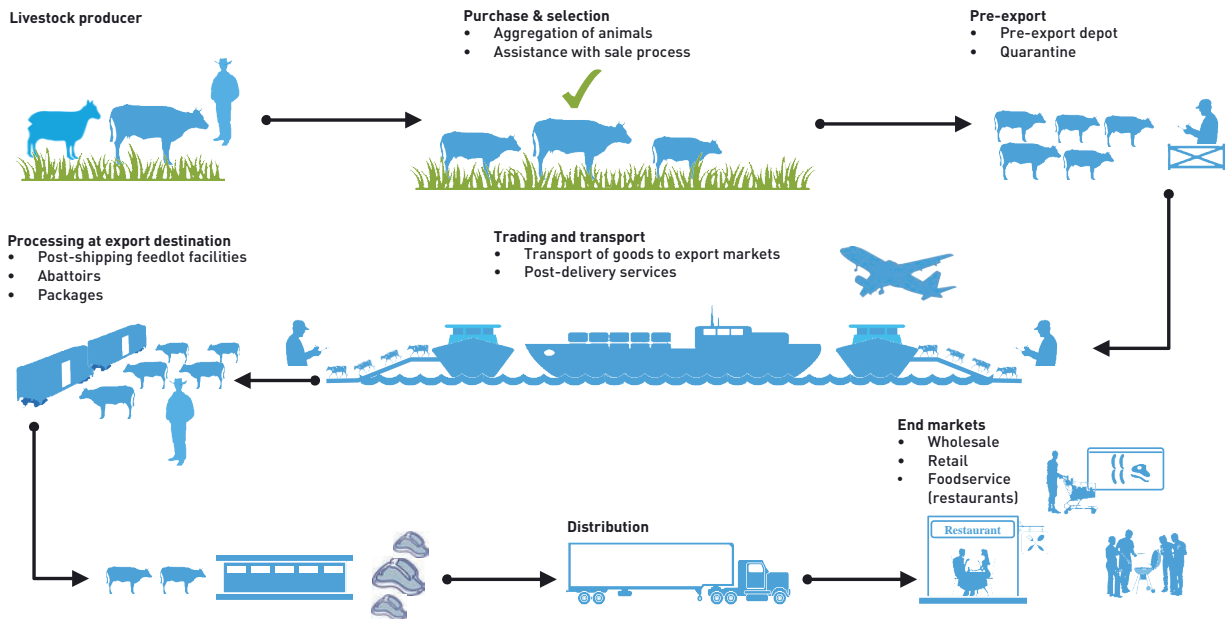 Livestock producer
Purchase & selection
• Aggregation of animals
• Assistance with sale process
Pre-export
• Pre-export depot
• Quarantine
Processing at export destination
• Post-shipping feedlot facilities
• Abattoirs
• Packages
Trading and transport
• Transport of goods to export markets
• Post-delivery services
End markets
• Wholesale
• Retail
• Foodservice
(restaurants)
Distribution
Restaurant